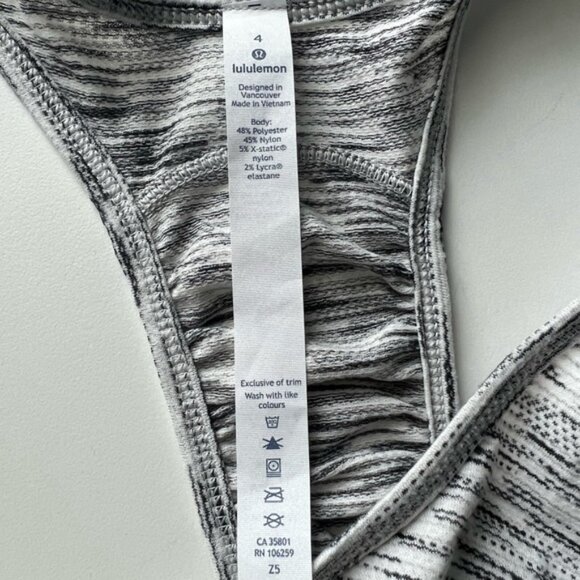 4
lululemon
Designed in
Vancouver
Made in Vietnam
Body:
48% Polyester
45% Nylon
5% X-static®
nylon
2% Lycra®
elastane
Exclusive of trim
Wash with like
colours
CA 35801
RN 106259
Z5